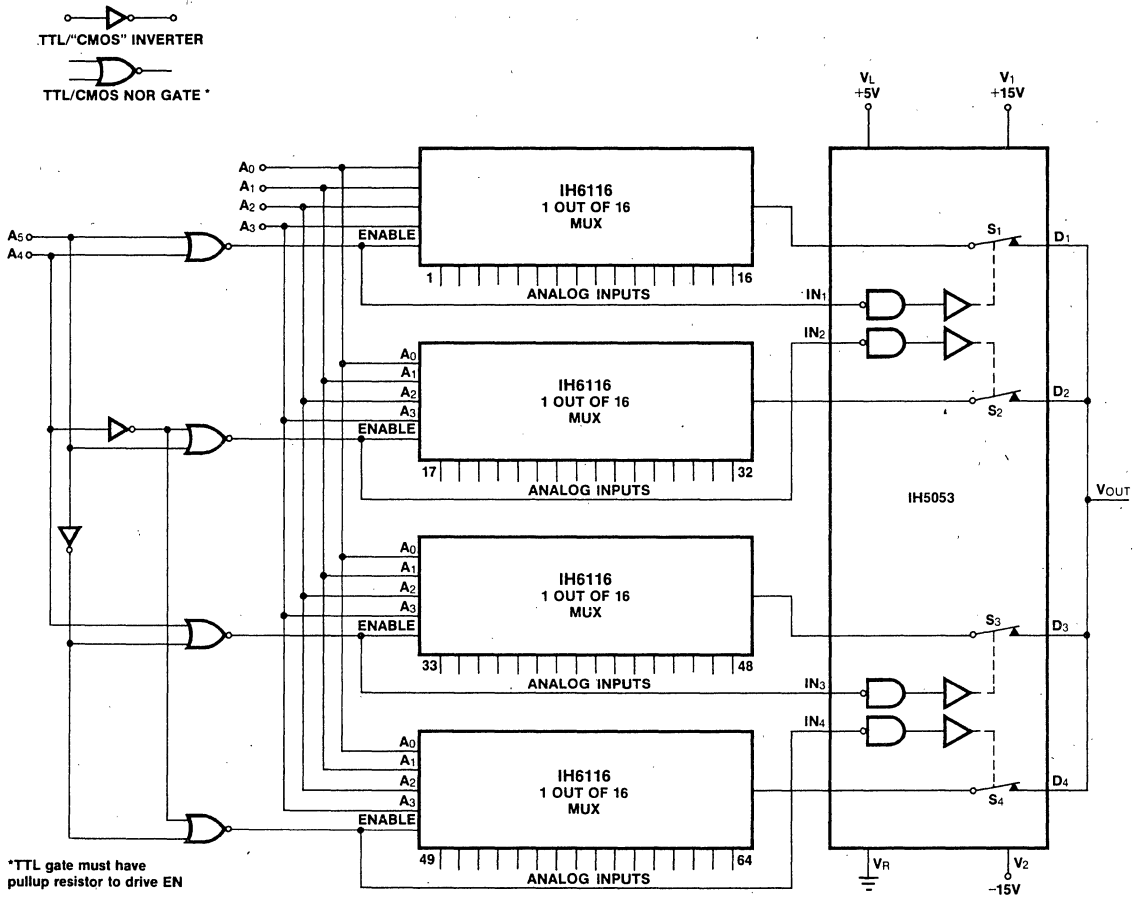 TTL/"CMOS" INVERTER
TTL/CMOS NOR GATE *
VL
+5V
V1
+15V
A0
A1
A2
A3
ENABLE
IH6116
1 OUT OF 16
MUX
1
16
ANALOG INPUTS
A5
A4
S1
D1
IN1
IN2
A0
A1
A2
A3
ENABLE
IH6116
1 OUT OF 16
MUX
17
32
ANALOG INPUTS
S2
D2
IH5053
VOUT
A0
A1
A2
A3
ENABLE
IH6116
1 OUT OF 16
MUX
33
48
ANALOG INPUTS
S3
D3
IN3
IN4
A0
A1
A2
A3
ENABLE
IH6116
1 OUT OF 16
MUX
49
64
ANALOG INPUTS
S4
D4
VR
V2
-15V
*TTL gate must have
pullup resistor to drive EN